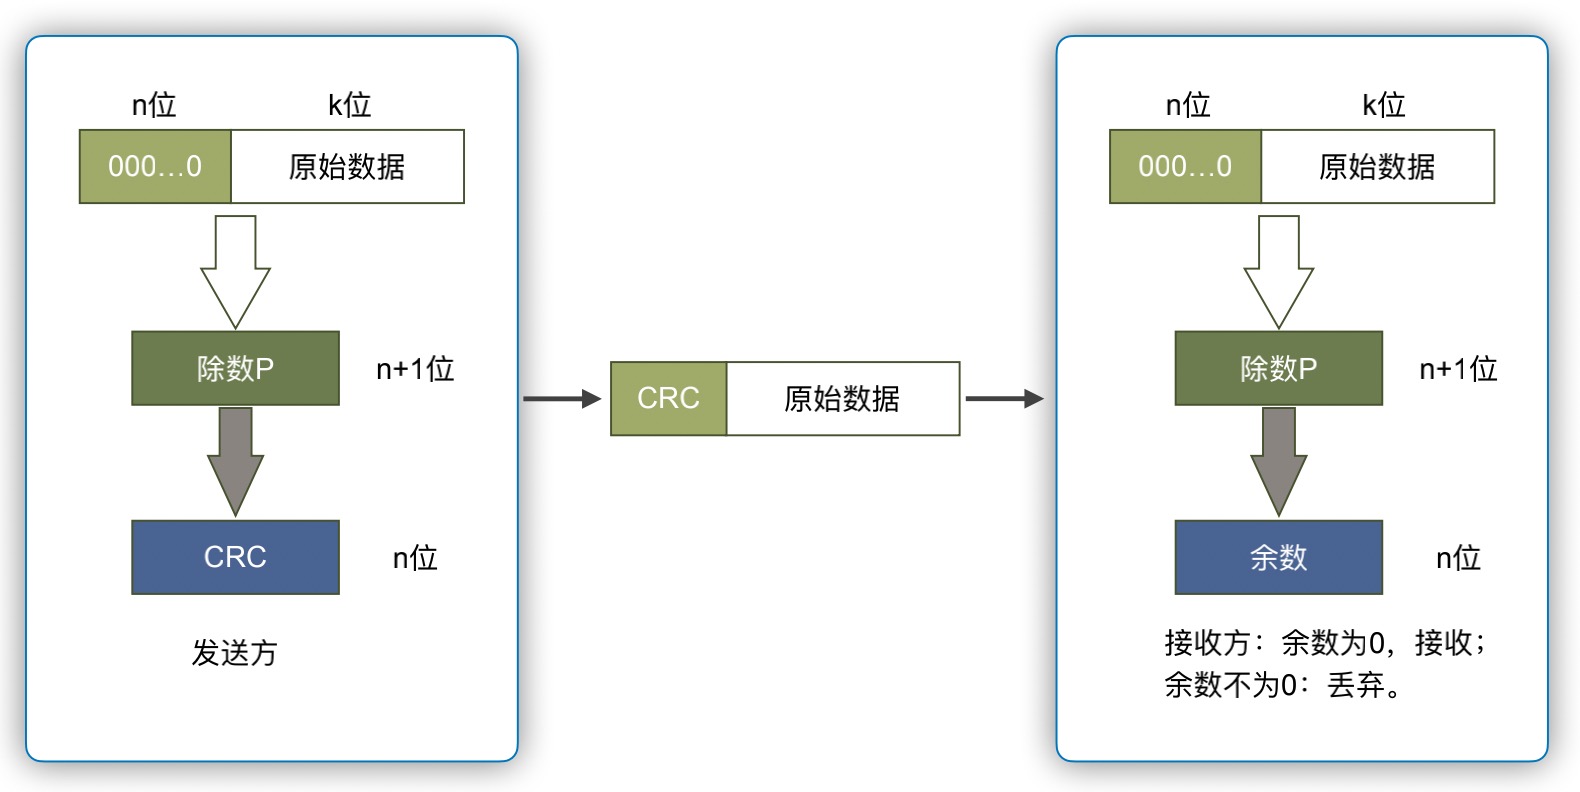 n位
k位
000...0
原始数据
除数P
n+1位
CRC
n位
发送方
CRC
原始数据
n位
k位
000...0
原始数据
除数P
n+1位
余数
n位
接收方：余数为0，接收；
余数不为0：丢弃。